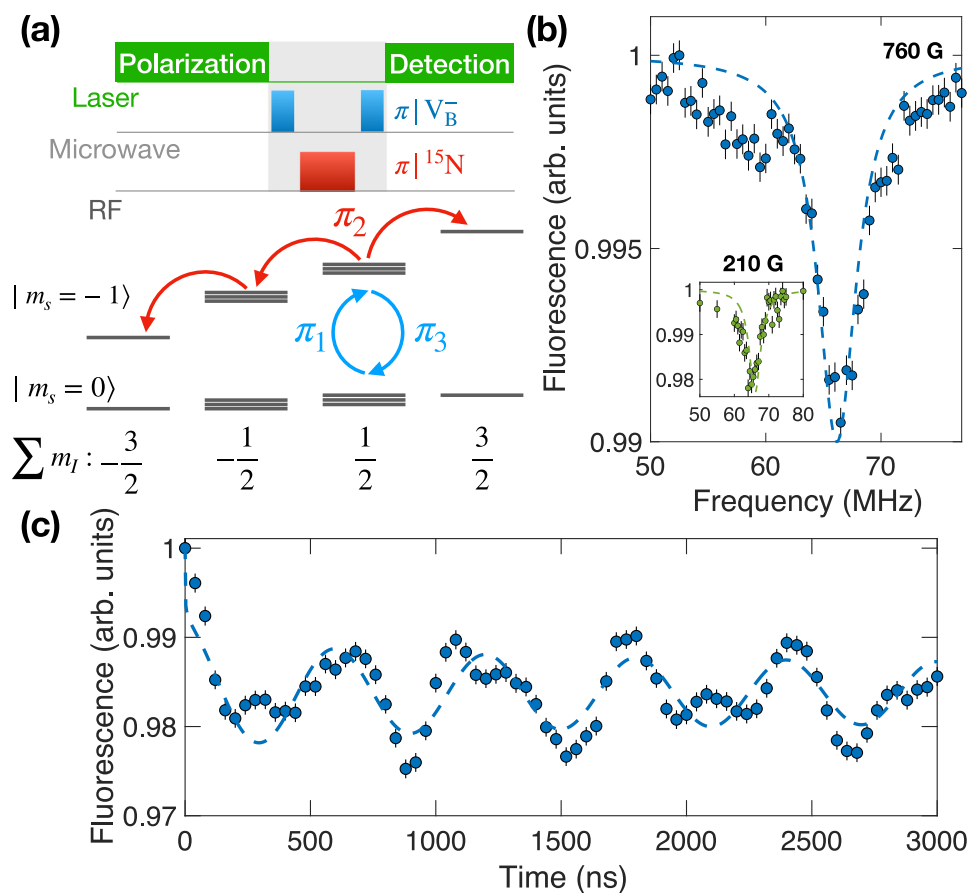 (a)
Polarization
Detection
Laser
π|V_B^-
Microwave
π|^15N
RF
π_2
|m_s = −1⟩
π_1 π_3
|m_s = 0⟩
∑ m_I : −3/2 −1/2 1/2 3/2
(b)
760 G
Fluorescence (arb. units)
1
0.995
0.99
50 60 70
Frequency (MHz)
210 G
1
0.99
0.98
50 60 70 80
(c)
Fluorescence (arb. units)
1
0.99
0.98
0.97
0 500 1000 1500 2000 2500 3000
Time (ns)